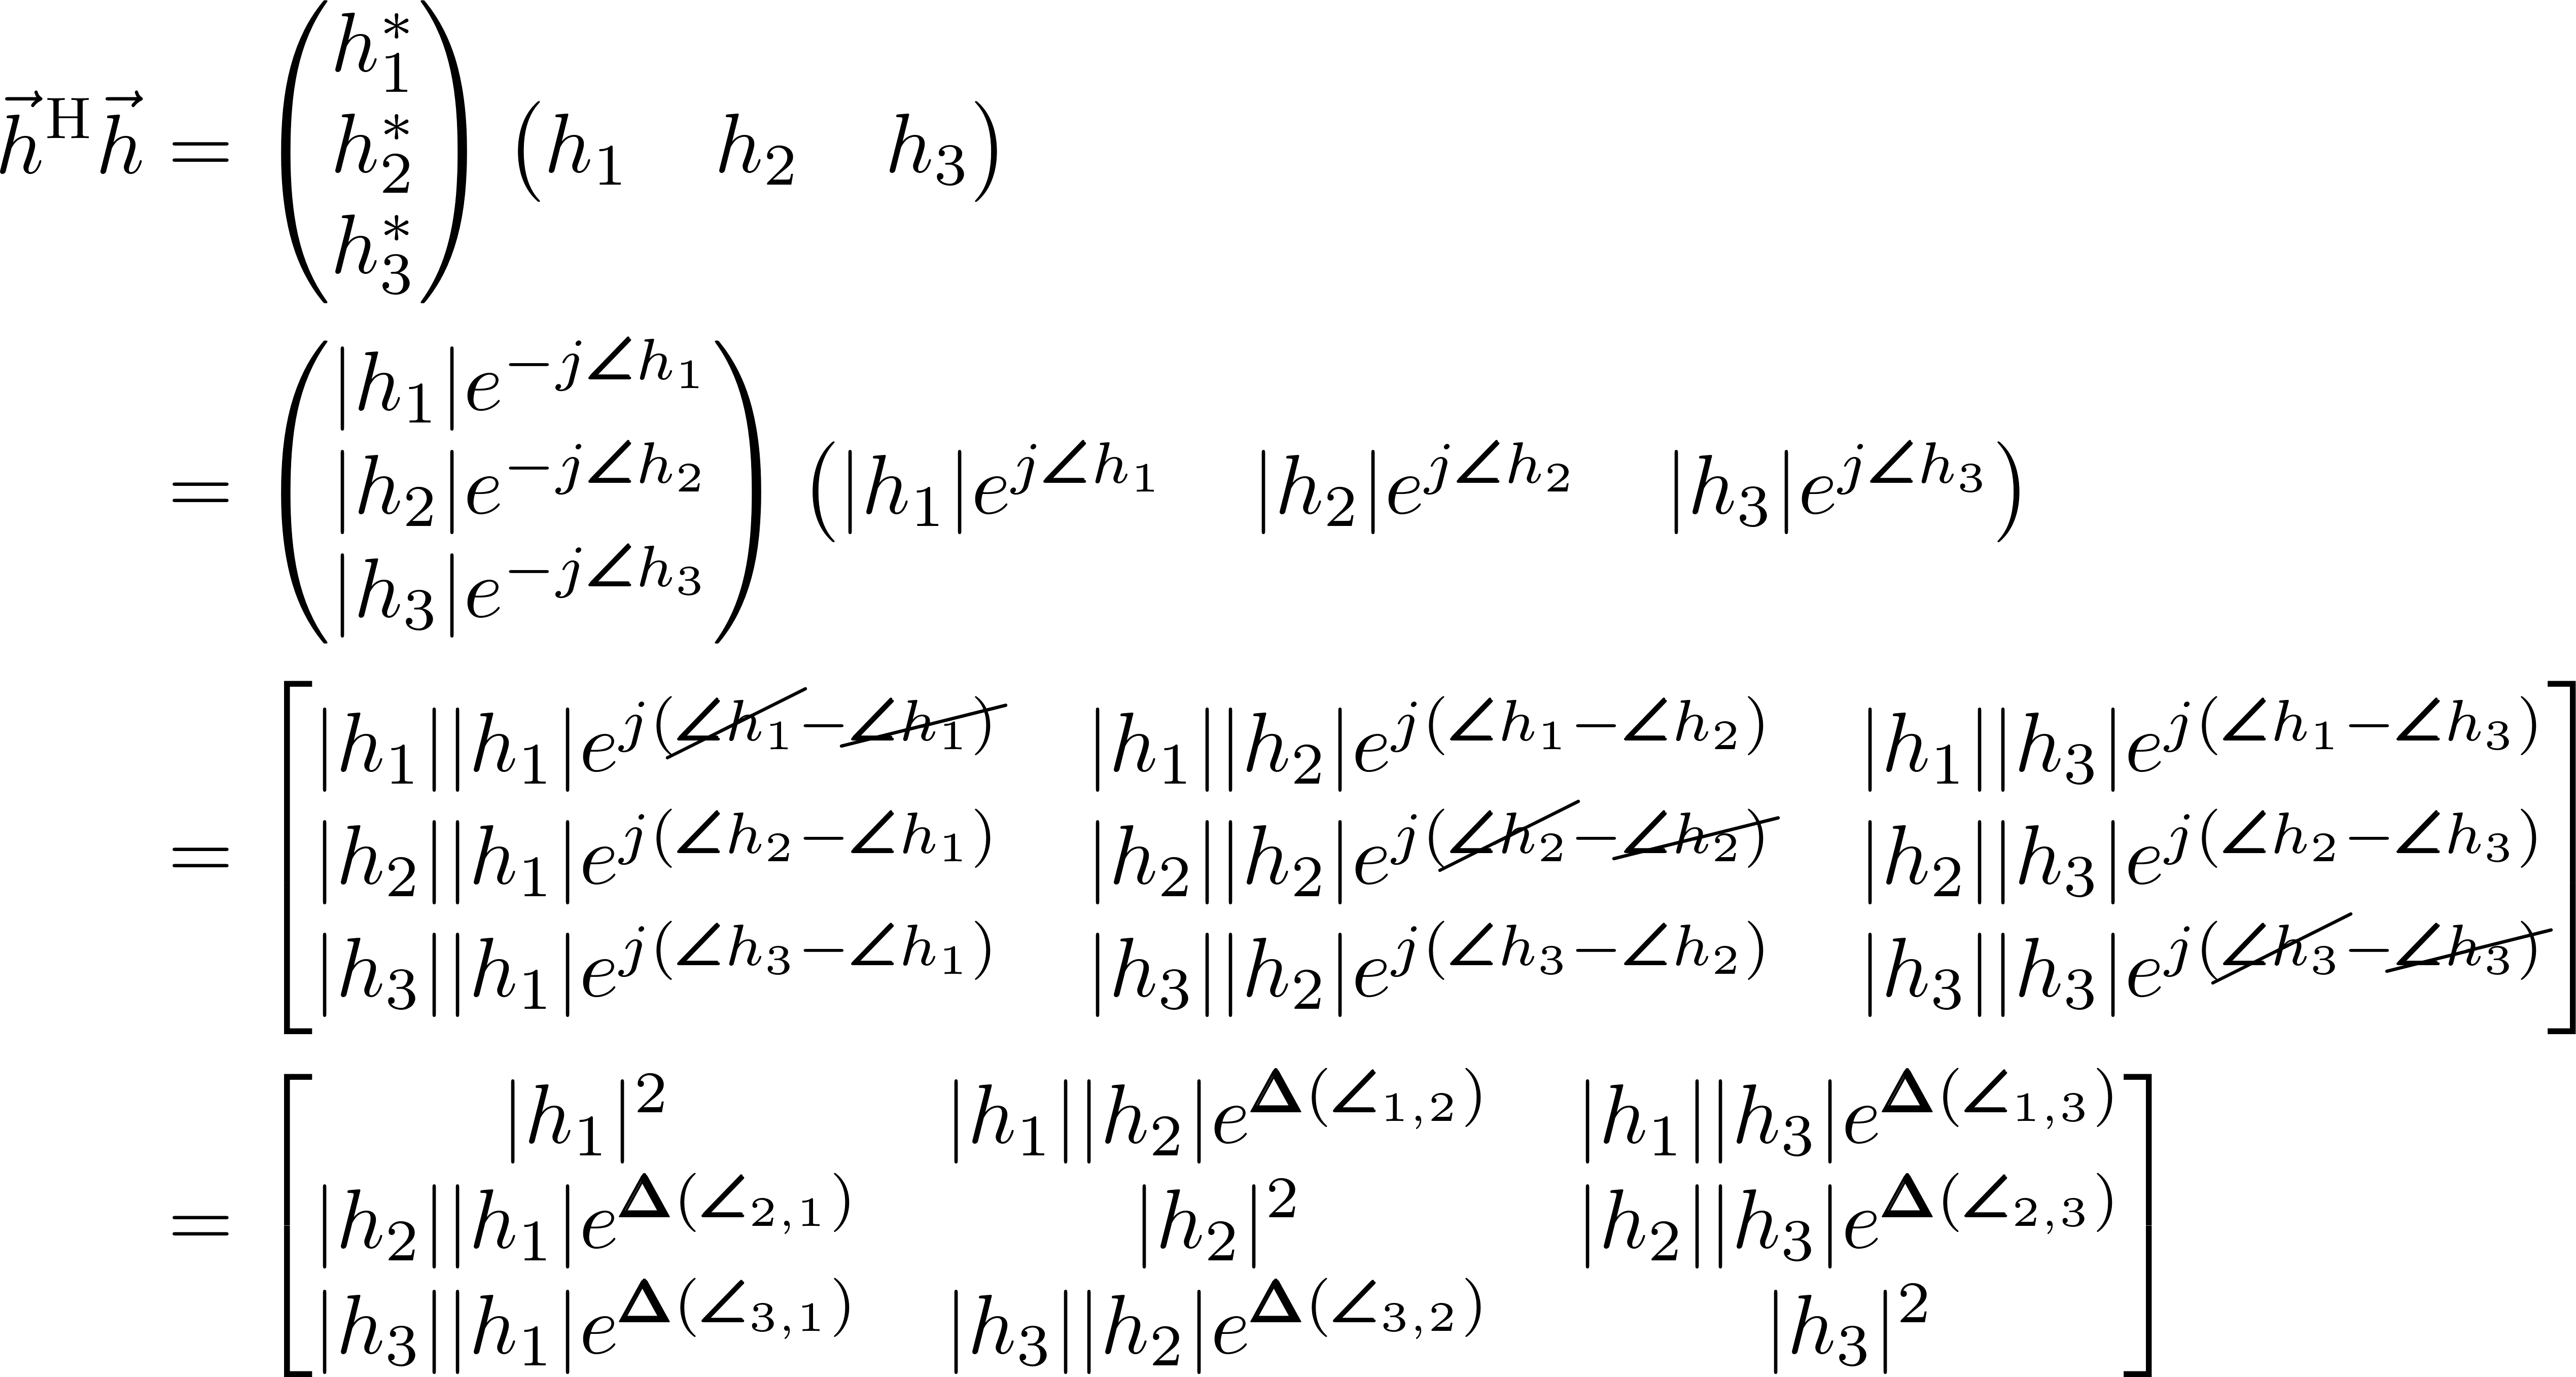 \vec{h}^{\mathrm{H}}\vec{h} = \begin{pmatrix} h_1^* \\ h_2^* \\ h_3^* \end{pmatrix} \begin{pmatrix} h_1 & h_2 & h_3 \end{pmatrix}
= \begin{pmatrix} |h_1|e^{-j\angle h_1} \\ |h_2|e^{-j\angle h_2} \\ |h_3|e^{-j\angle h_3} \end{pmatrix} \begin{pmatrix} |h_1|e^{j\angle h_1} & |h_2|e^{j\angle h_2} & |h_3|e^{j\angle h_3} \end{pmatrix}
= \begin{bmatrix} |h_1||h_1|e^{j(\cancel{\angle h_1}-\cancel{\angle h_1})} & |h_1||h_2|e^{j(\angle h_1-\angle h_2)} & |h_1||h_3|e^{j(\angle h_1-\angle h_3)} \\ |h_2||h_1|e^{j(\angle h_2-\angle h_1)} & |h_2||h_2|e^{j(\cancel{\angle h_2}-\cancel{\angle h_2})} & |h_2||h_3|e^{j(\angle h_2-\angle h_3)} \\ |h_3||h_1|e^{j(\angle h_3-\angle h_1)} & |h_3||h_2|e^{j(\angle h_3-\angle h_2)} & |h_3||h_3|e^{j(\cancel{\angle h_3}-\cancel{\angle h_3})} \end{bmatrix}
= \begin{bmatrix} |h_1|^2 & |h_1||h_2|e^{\Delta(\angle_{1,2})} & |h_1||h_3|e^{\Delta(\angle_{1,3})} \\ |h_2||h_1|e^{\Delta(\angle_{2,1})} & |h_2|^2 & |h_2||h_3|e^{\Delta(\angle_{2,3})} \\ |h_3||h_1|e^{\Delta(\angle_{3,1})} & |h_3||h_2|e^{\Delta(\angle_{3,2})} & |h_3|^2 \end{bmatrix}